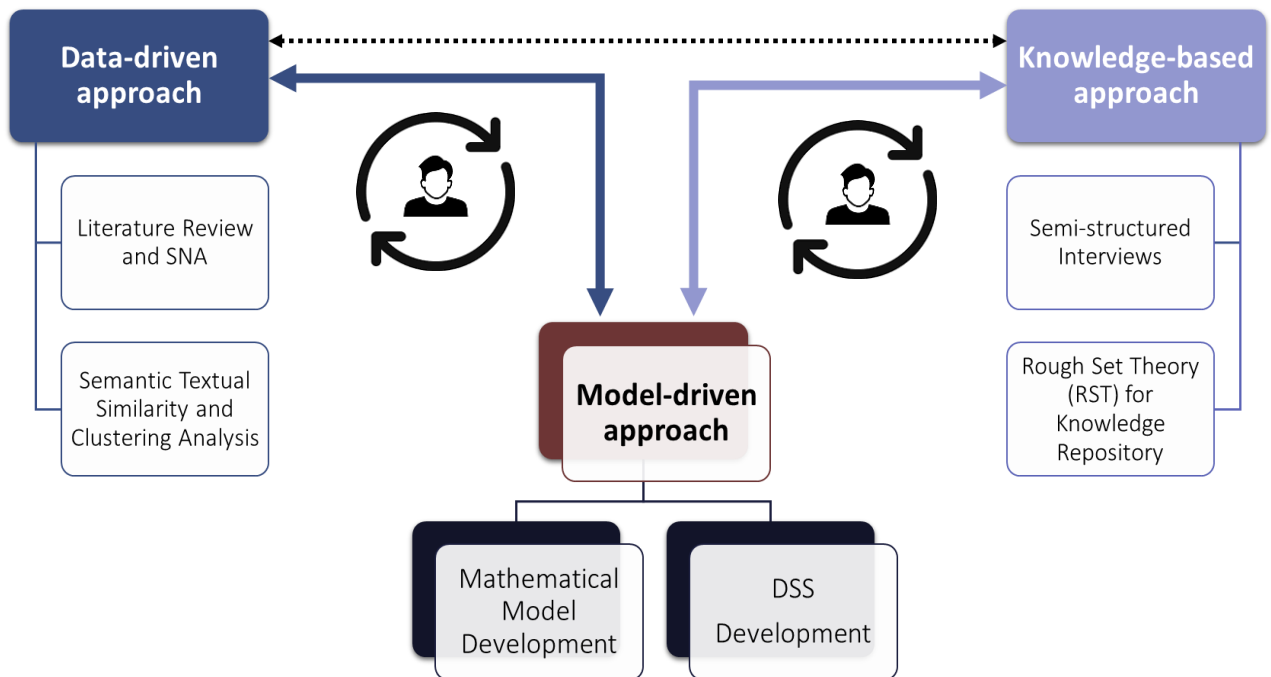 Data-driven
approach
Knowledge-based
approach
Literature Review
and SNA
Semi-structured
Interviews
Semantic Textual
Similarity and
Clustering Analysis
Rough Set Theory
(RST) for
Knowledge
Repository
Model-driven
approach
Mathematical
Model
Development
DSS
Development